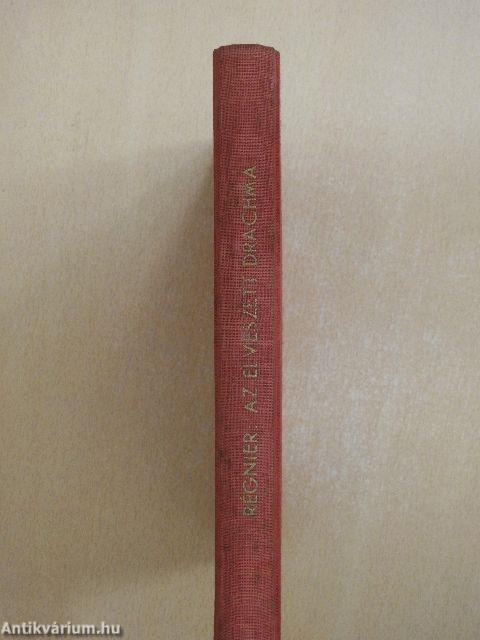 RÉGNIER: AZ ELVESZETT DRACHMA
Antikvárium.hu